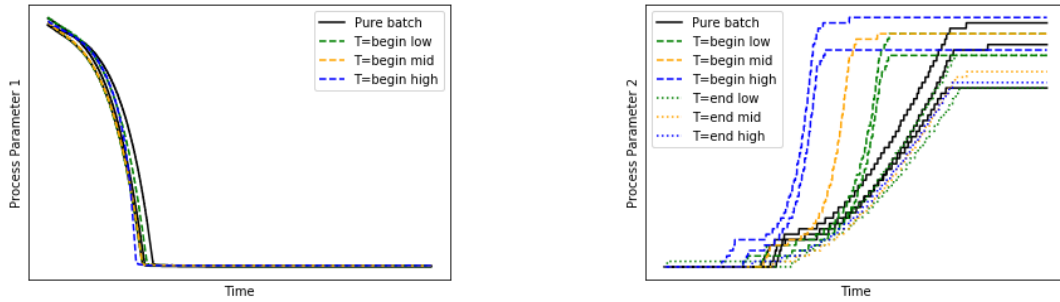 Process Parameter 1
Pure batch
T=begin low
T=begin mid
T=begin high
Time
Process Parameter 2
Pure batch
T=begin low
T=begin mid
T=begin high
T=end low
T=end mid
T=end high
Time